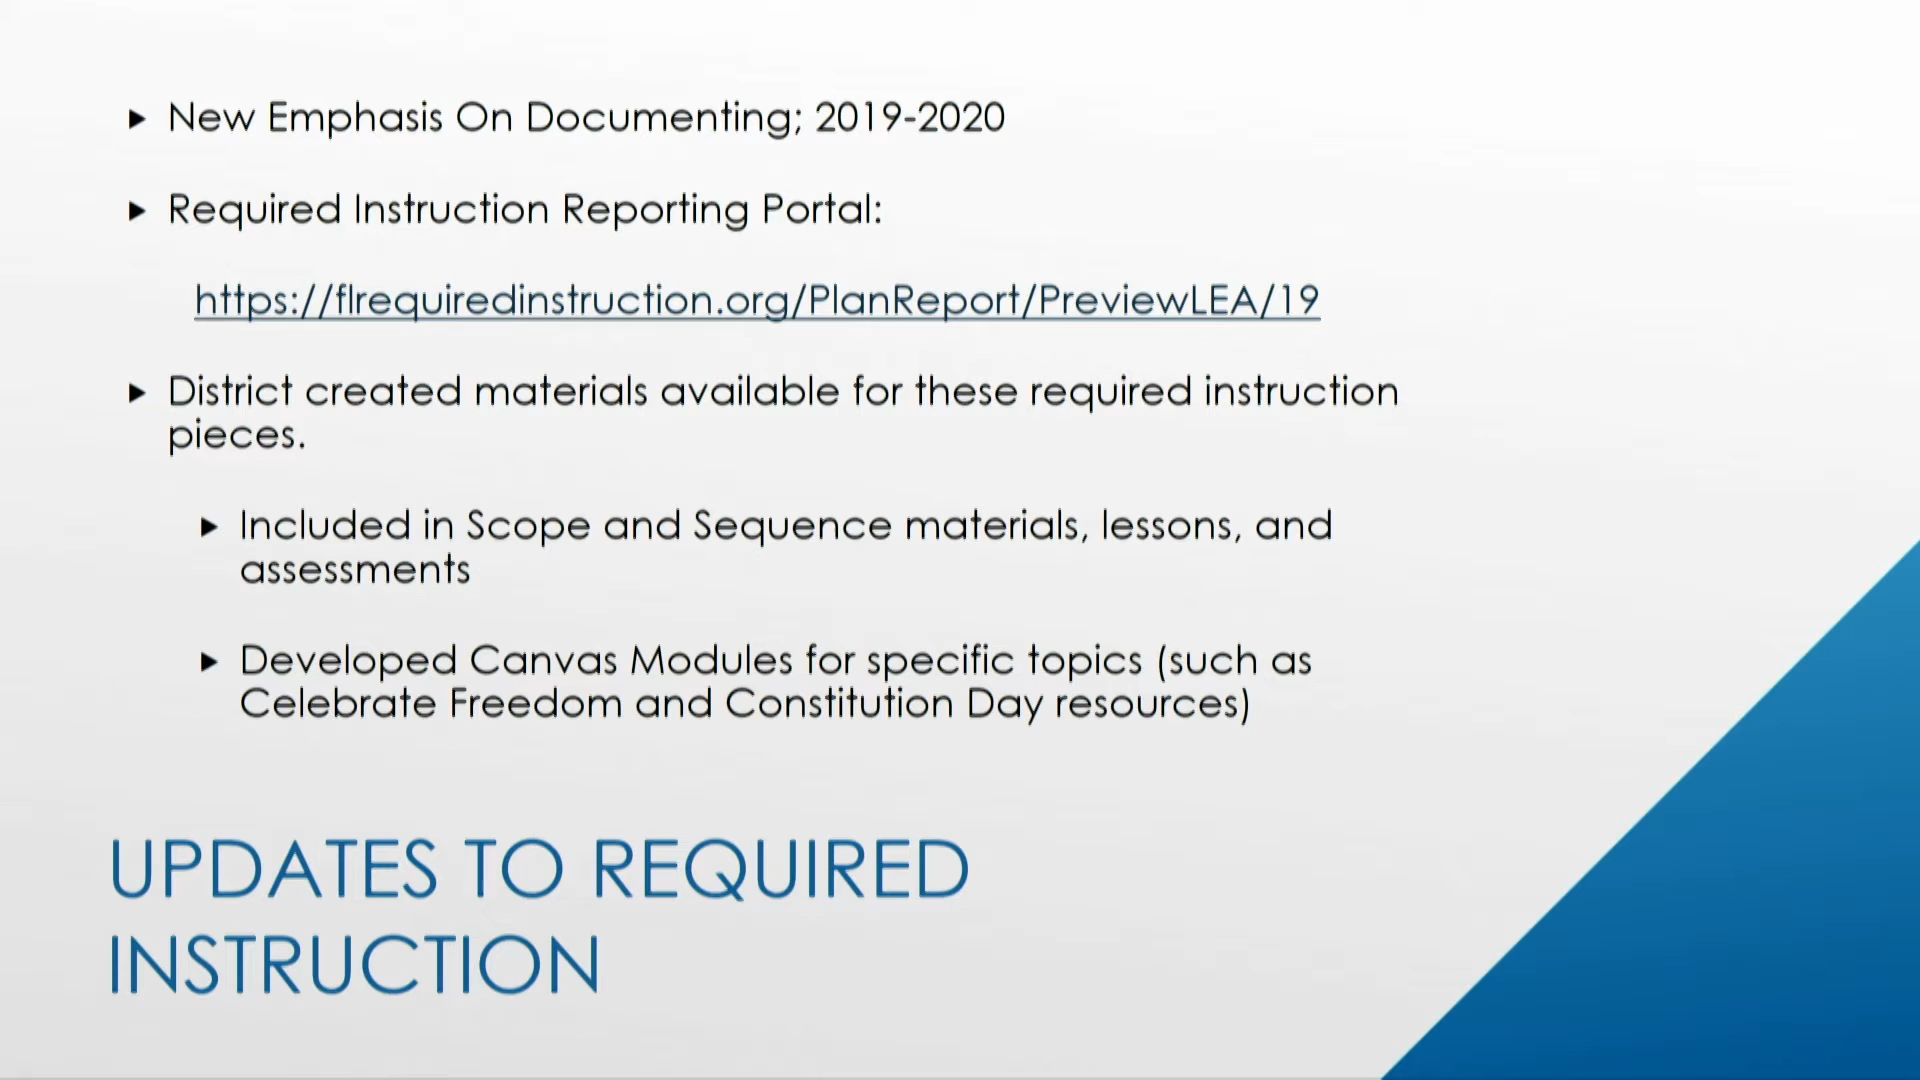 New Emphasis On Documenting; 2019-2020
Required Instruction Reporting Portal:
https://flrequiredinstruction.org/PlanReport/PreviewLEA/19
District created materials available for these required instruction
pieces.
Included in Scope and Sequence materials, lessons, and
assessments
Developed Canvas Modules for specific topics (such as
Celebrate Freedom and Constitution Day resources)
UPDATES TO REQUIRED
INSTRUCTION